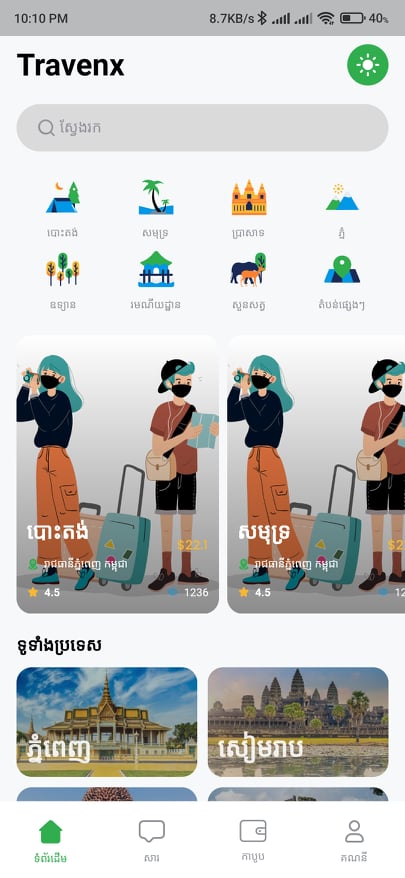 10:10 PM
8.7KB/s
40%
Travenx
ស្វែងរក
បោះតង់
សមុទ្រ
ប្រាសាទ
ភ្នំ
ឧទ្យាន
រមណីយដ្ឋាន
សួនសត្វ
តំបន់ផ្សេងៗ
បោះតង់
$22.1
រាជធានីភ្នំពេញ កម្ពុជា
4.5
1236
សមុទ្រ
$2
រាជធានីភ្នំពេញ កម្ពុជា
4.5
12
ទូទាំងប្រទេស
ភ្នំពេញ
សៀមរាប
ទំព័រដើម
សារ
កាបូប
គណនី